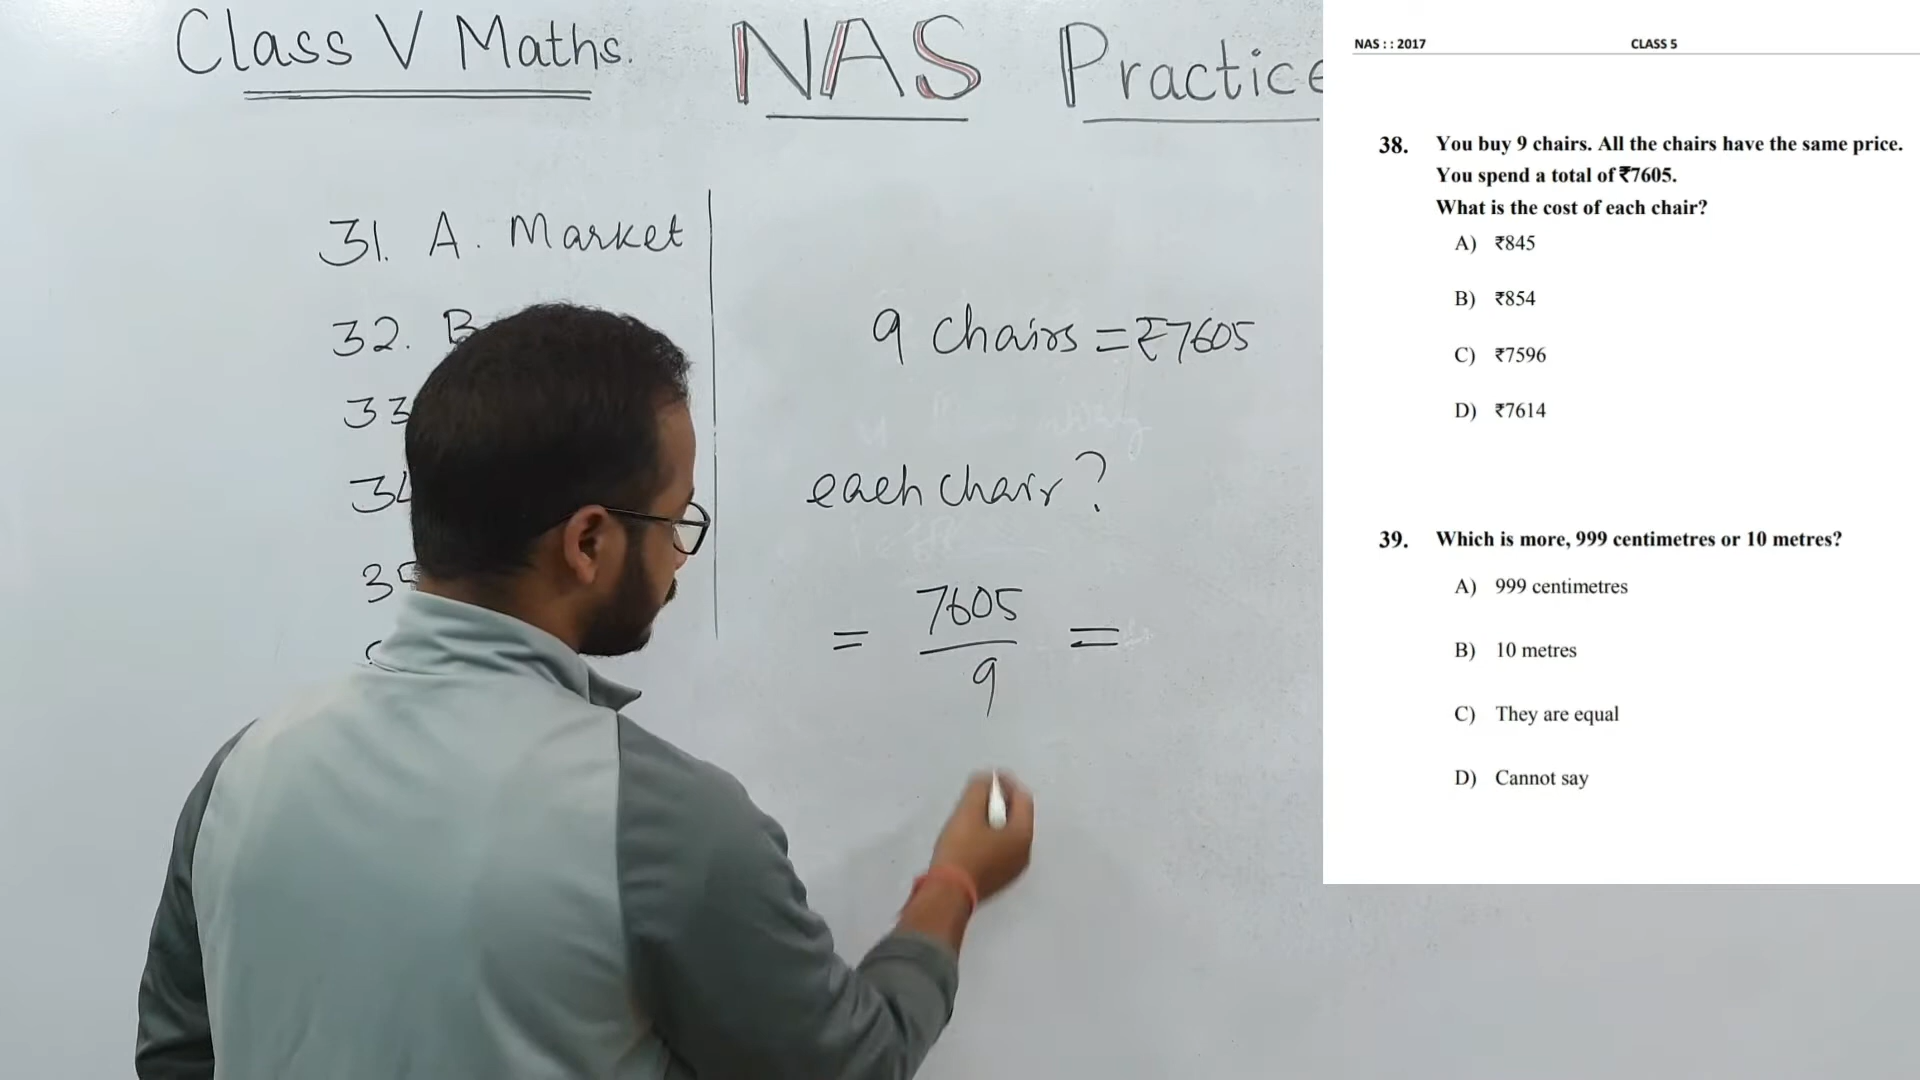 Class V Maths. NAS Practice
31. A. Market
32. B
33
34
35
9 chairs = ₹7605
each chair?
= 7605/9 =
NAS : : 2017 CLASS 5
38. You buy 9 chairs. All the chairs have the same price.
You spend a total of ₹7605.
What is the cost of each chair?
A) ₹845
B) ₹854
C) ₹7596
D) ₹7614
39. Which is more, 999 centimetres or 10 metres?
A) 999 centimetres
B) 10 metres
C) They are equal
D) Cannot say